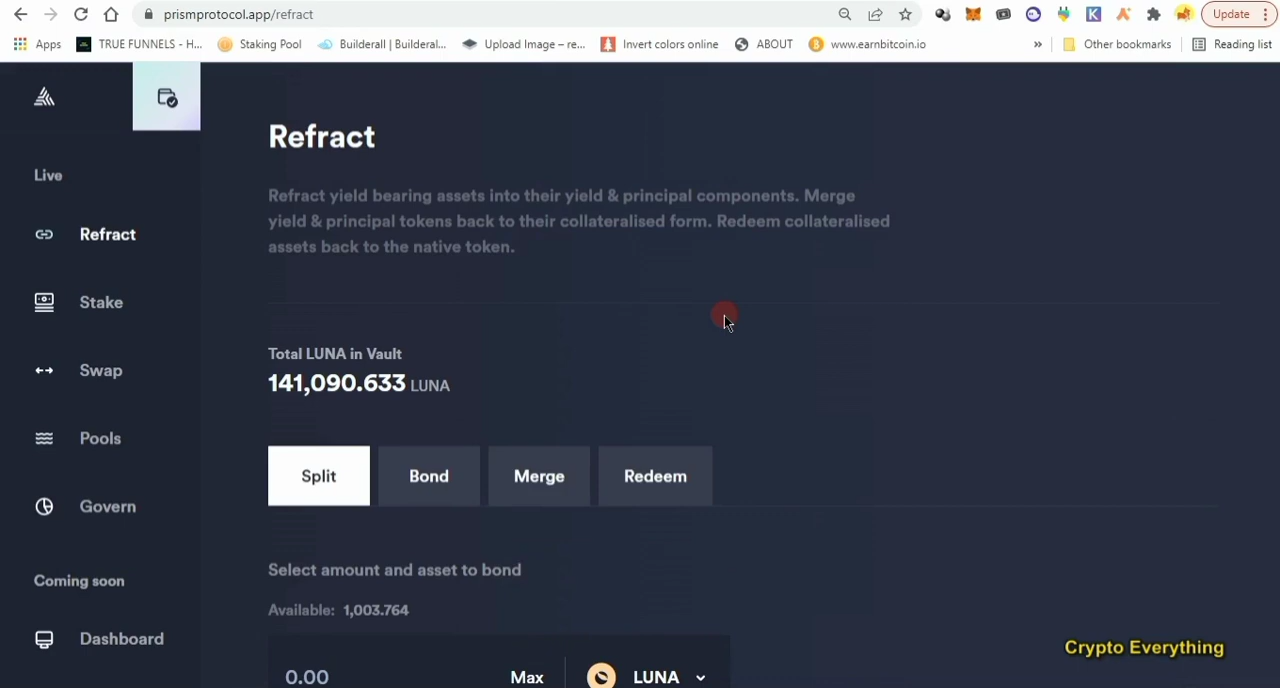 prismprotocol.app/refract
Update
Apps
TRUE FUNNELS - H...
Staking Pool
Builderall | Builderal...
Upload Image – re...
Invert colors online
ABOUT
www.earnbitcoin.io
»
Other bookmarks
Reading list
Live
Refract
Stake
Swap
Pools
Govern
Coming soon
Dashboard
Refract
Refract yield bearing assets into their yield & principal components. Merge
yield & principal tokens back to their collateralised form. Redeem collateralised
assets back to the native token.
Total LUNA in Vault
141,090.633 LUNA
Split
Bond
Merge
Redeem
Select amount and asset to bond
Available: 1,003.764
0.00
Max
LUNA
Crypto Everything